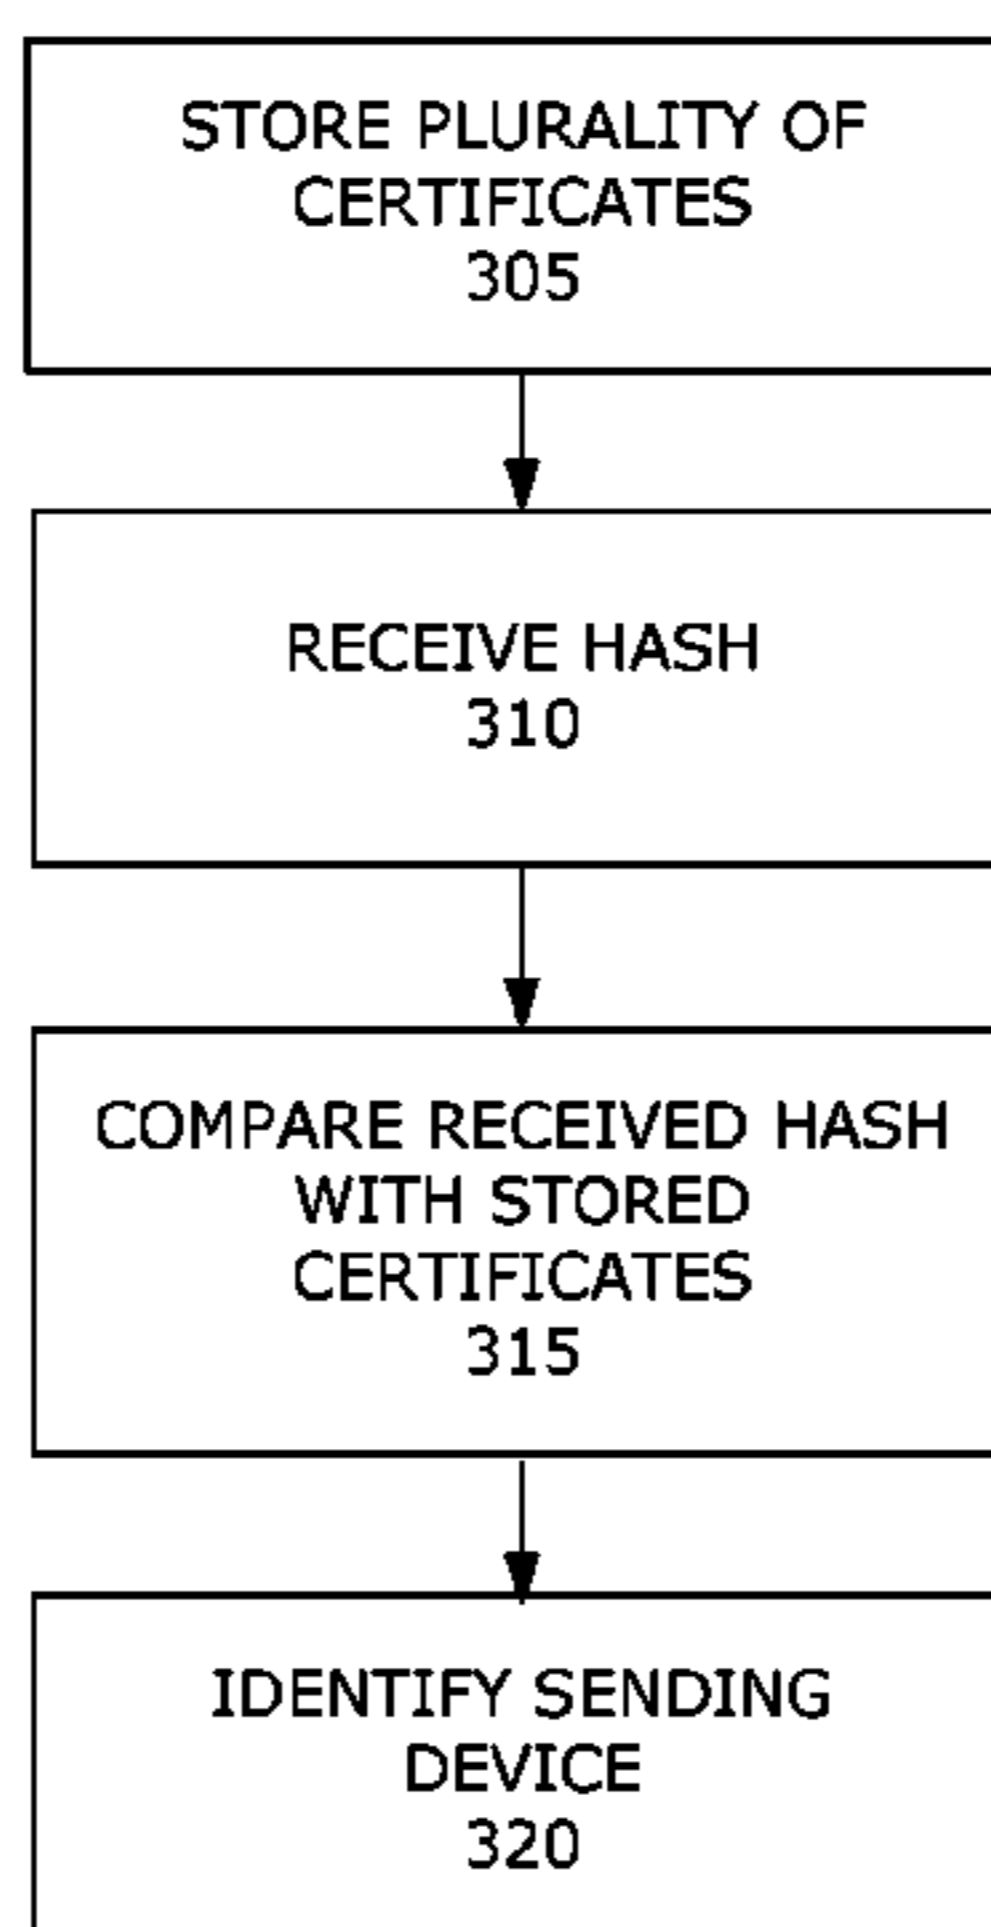 STORE PLURALITY OF
CERTIFICATES
305
RECEIVE HASH
310
COMPARE RECEIVED HASH
WITH STORED
CERTIFICATES
315
IDENTIFY SENDING
DEVICE
320